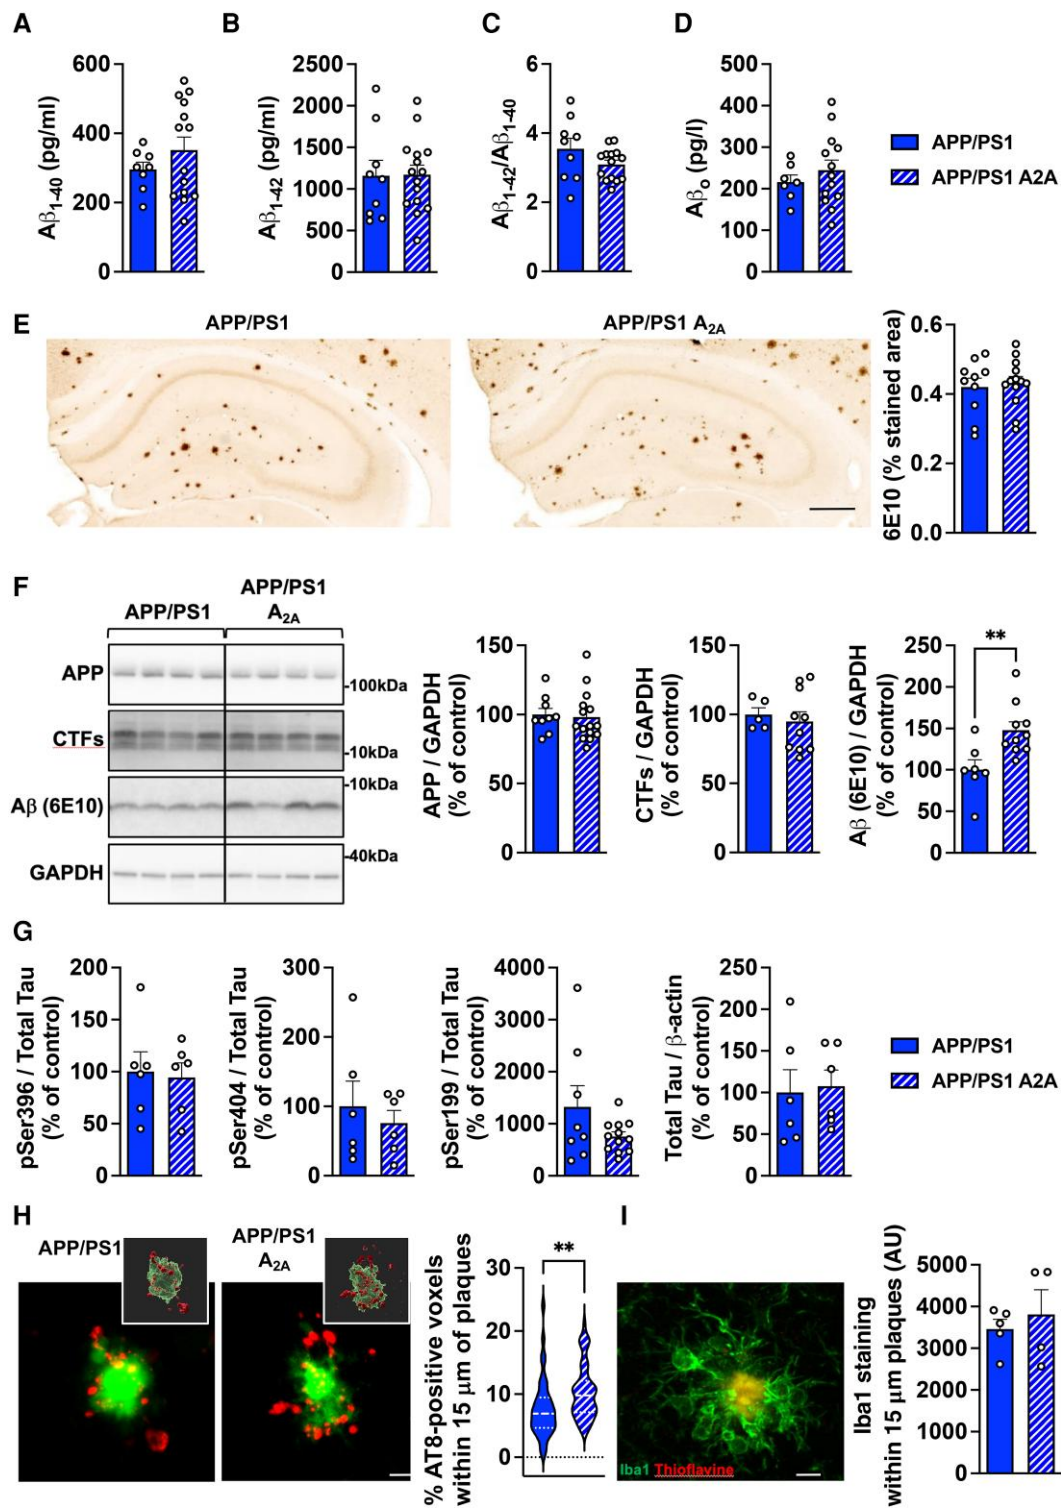 A
B
C
D
Aβ1-40 (pg/ml)
600
400
200
0
Aβ1-42 (pg/ml)
2500
2000
1500
1000
500
0
Aβ1-42/Aβ1-40
6
4
2
0
AβO (pg/l)
500
400
300
200
100
0
APP/PS1
APP/PS1 A2A
E
APP/PS1
APP/PS1 A2A
6E10 (% stained area)
0.6
0.4
0.2
0.0
F
APP/PS1
APP/PS1
A2A
APP
-100kDa
CTFs
-10kDa
-10kDa
Aβ (6E10)
-40kDa
GAPDH
APP / GAPDH
(% of control)
150
100
50
0
CTFs / GAPDH
(% of control)
150
100
50
0
Aβ (6E10) / GAPDH
(% of control)
250
200
150
100
50
0
**
G
pSer396 / Total Tau
(% of control)
200
150
100
50
0
pSer404 / Total Tau
(% of control)
300
200
100
0
pSer199 / Total Tau
(% of control)
4000
3000
2000
1000
0
Total Tau / β-actin
(% of control)
250
200
150
100
50
0
APP/PS1
APP/PS1 A2A
H
APP/PS1
APP/PS1
A2A
% AT8-positive voxels
within 15 μm of plaques
30
20
10
0
**
I
Iba1 Thioflavine
Iba1 staining
within 15 μm plaques (AU)
5000
4000
3000
2000
1000
0